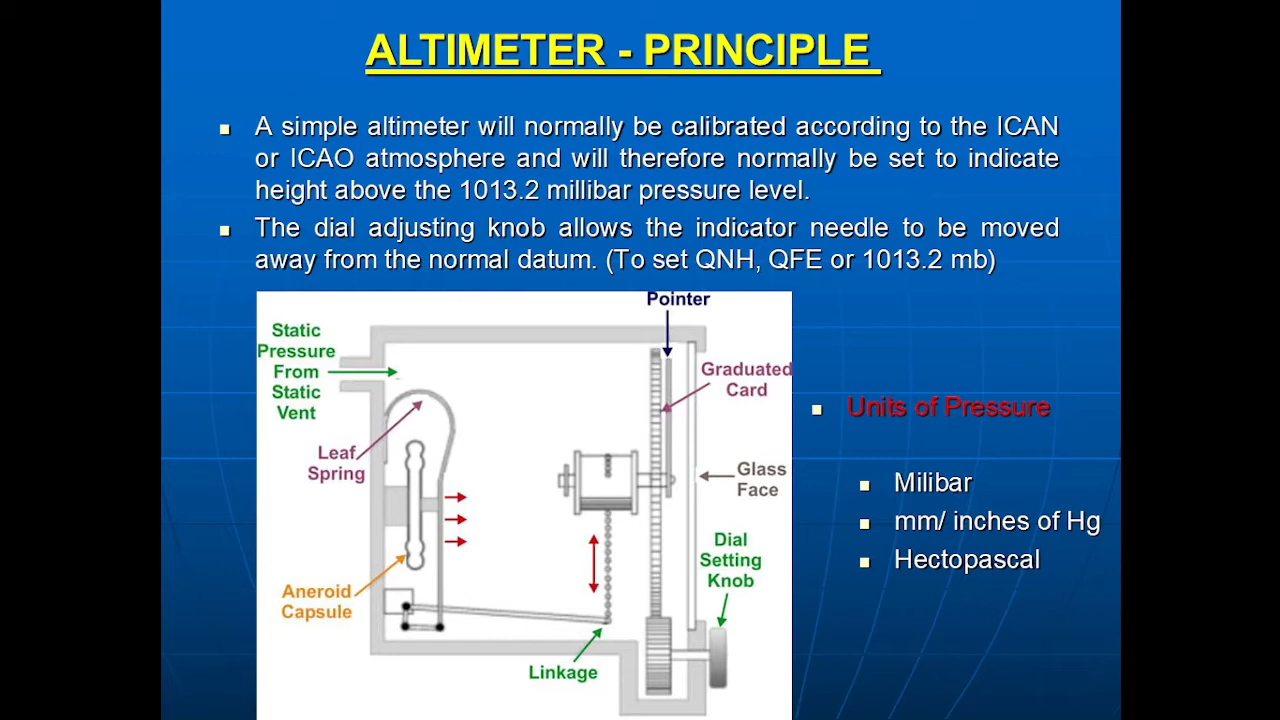 ALTIMETER - PRINCIPLE
A simple altimeter will normally be calibrated according to the ICAN
or ICAO atmosphere and will therefore normally be set to indicate
height above the 1013.2 millibar pressure level.
The dial adjusting knob allows the indicator needle to be moved
away from the normal datum. (To set QNH, QFE or 1013.2 mb)
Pointer
Static
Pressure
From
Static
Vent
Graduated
Card
Leaf
Spring
Glass
Face
Dial
Setting
Knob
Aneroid
Capsule
Linkage
Units of Pressure
Milibar
mm/ inches of Hg
Hectopascal